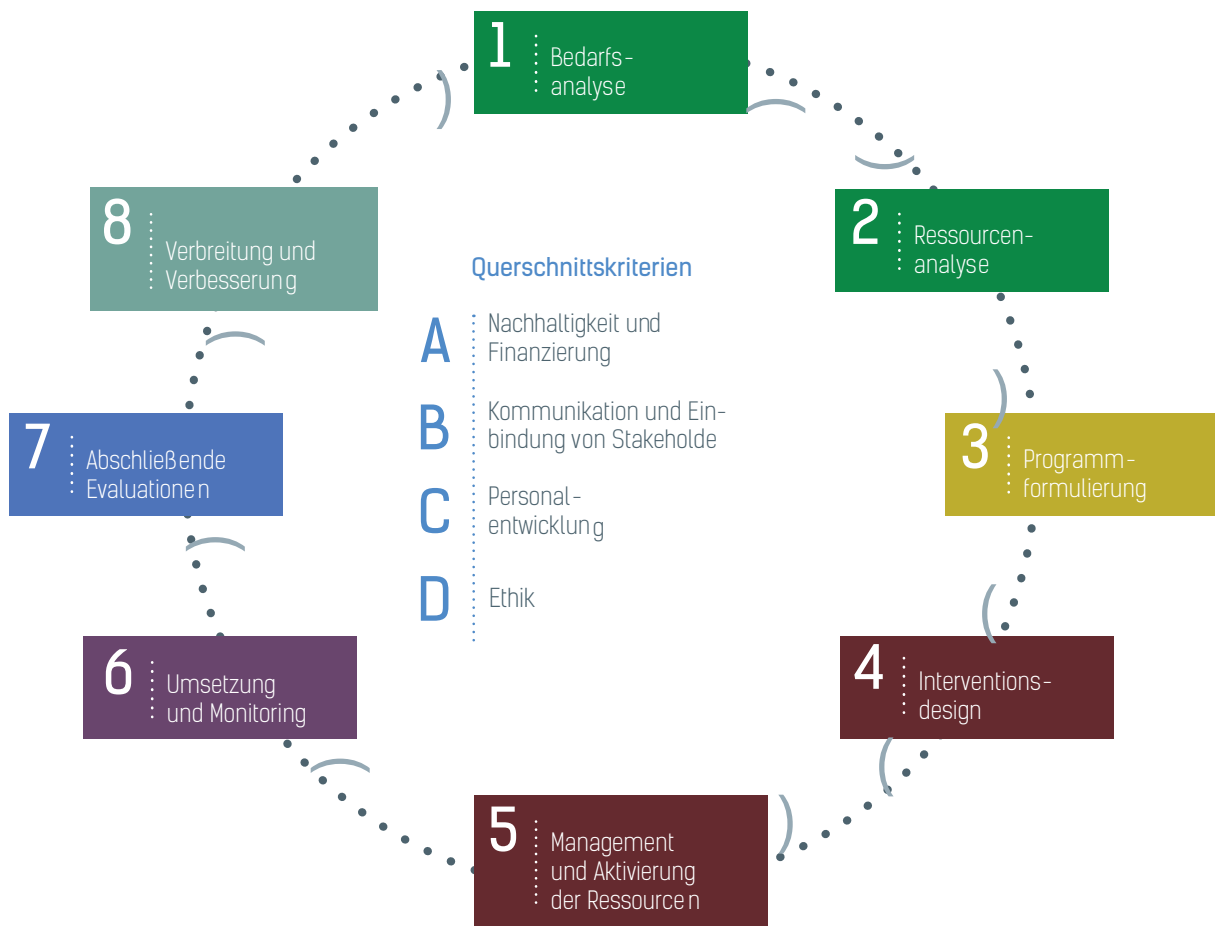 1
Bedarfs-
analyse
2
Ressourcen-
analyse
3
Programm-
formulierung
4
Interventions-
design
5
Management
und Aktivierung
der Ressourcen
6
Umsetzung
und Monitoring
7
Abschließende
Evaluationen
8
Verbreitung und
Verbesserung
Querschnittskriterien
A
Nachhaltigkeit und
Finanzierung
B
Kommunikation und Ein-
bindung von Stakeholde
C
Personal-
entwicklung
D
Ethik